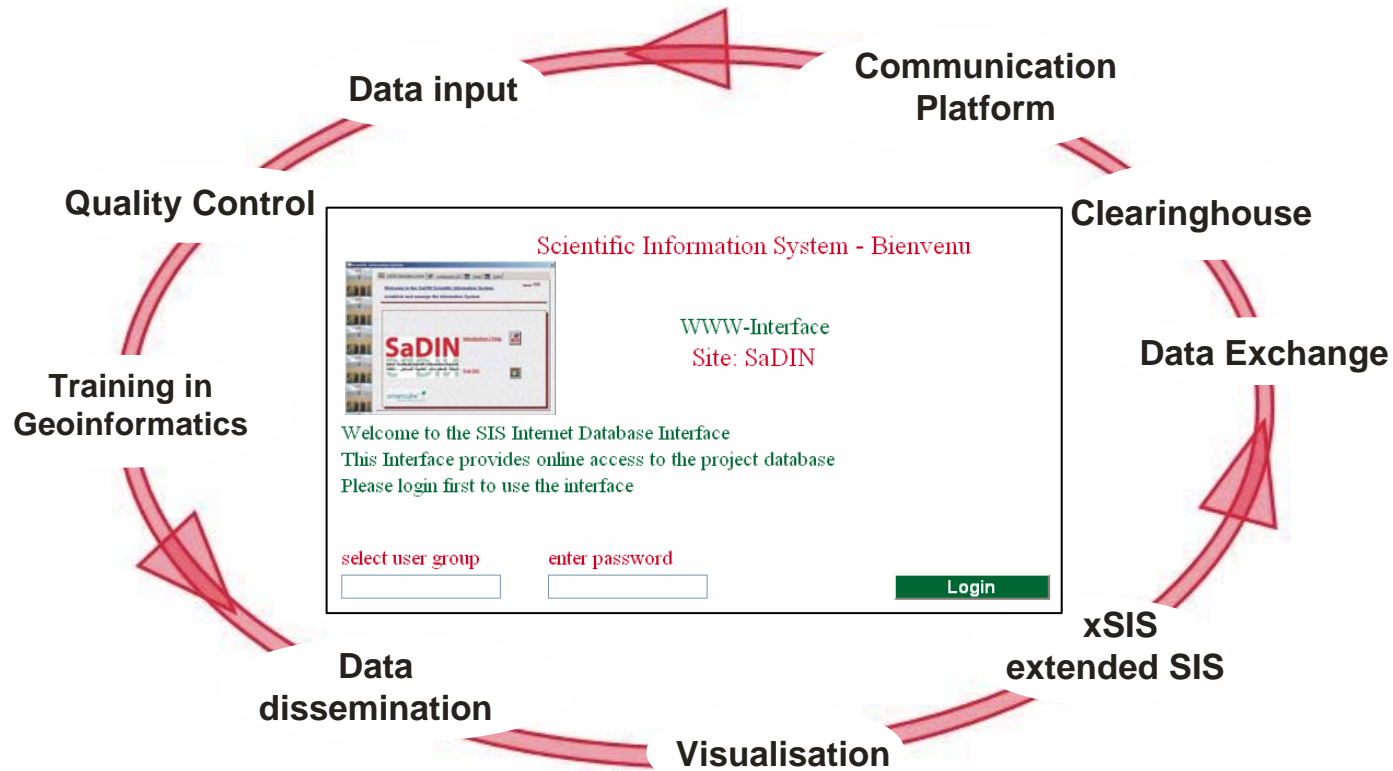 Communication
Platform
Data input
Quality Control
Clearinghouse
Scientific Information System - Bienvenu
SaDIN
WWW-Interface
Site: SaDIN
Data Exchange
Training in
Geoinformatics
Welcome to the SIS Internet Database Interface
This Interface provides online access to the project database
Please login first to use the interface
select user group
enter password
Login
xSIS
extended SIS
Data
dissemination
Visualisation